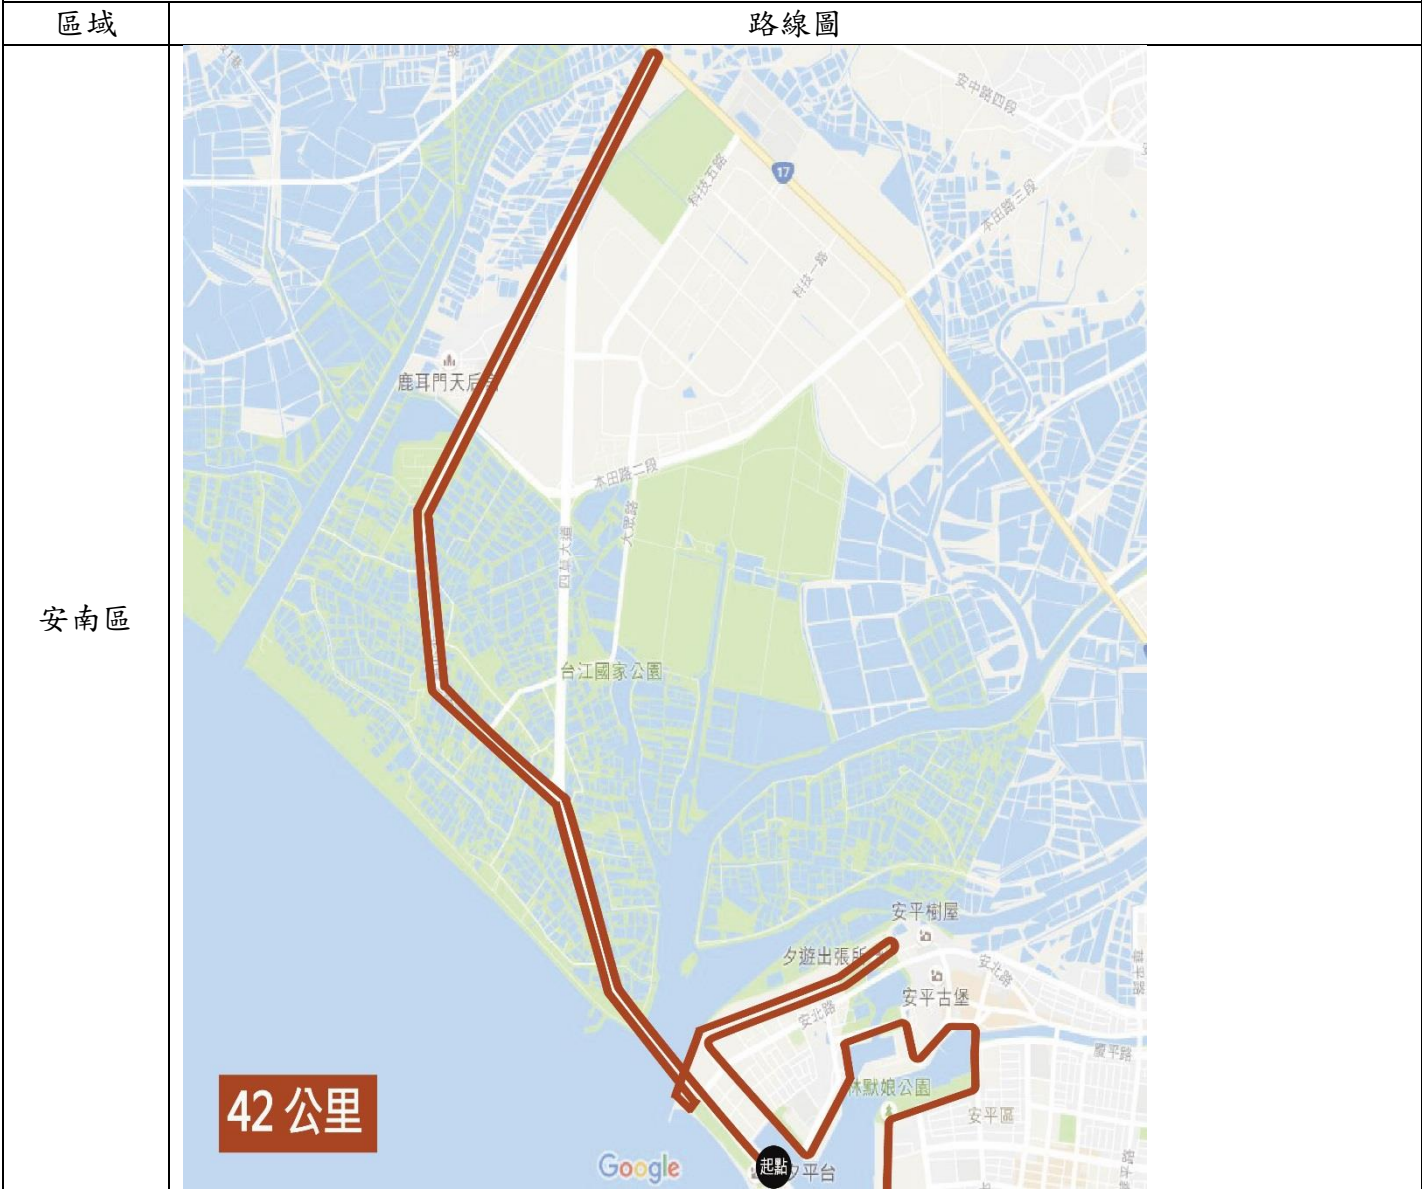 區域
路線圖
安中路四段
17
科技五路
本田路三段
科技一路
鹿耳門天后
本田路二段
大眾路
四草大道
安南區
台江國家公園
安平樹屋
夕遊出張所
安北路
安平古堡
安北路
慶平路
林默娘公園
安平區
42 公里
Google
起點
夕平台